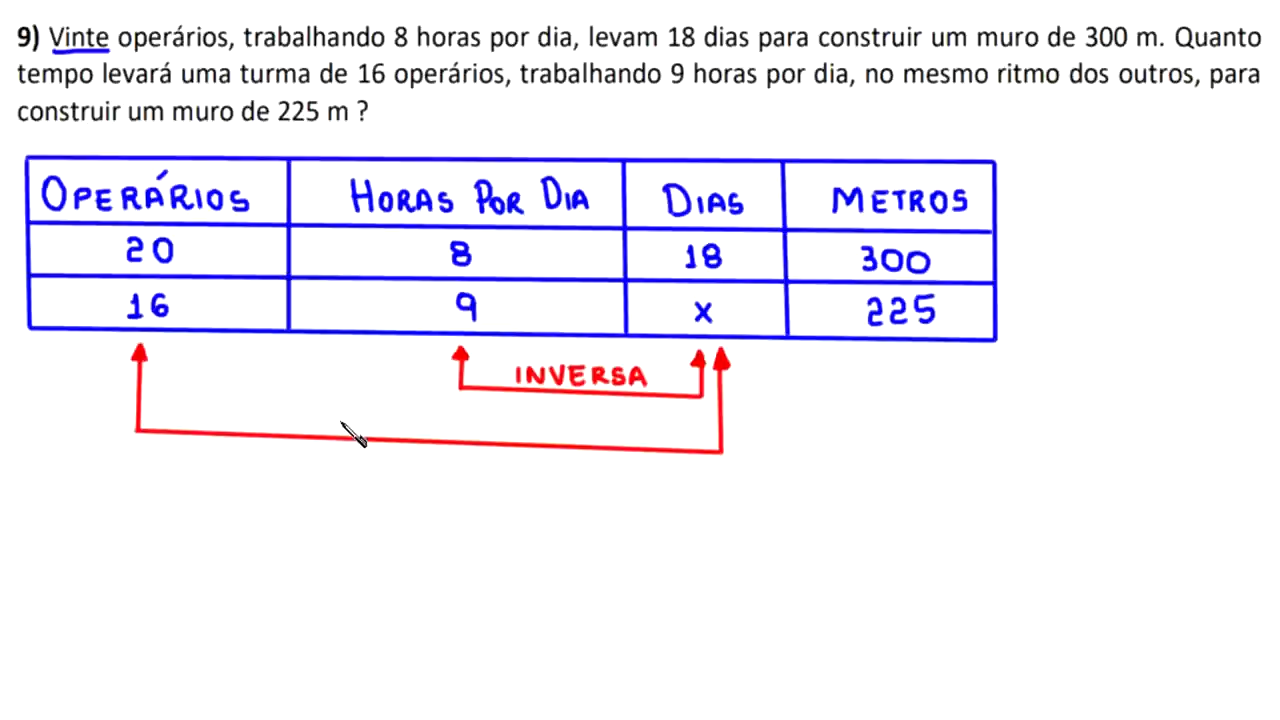 9) Vinte operários, trabalhando 8 horas por dia, levam 18 dias para construir um muro de 300 m. Quanto
tempo levará uma turma de 16 operários, trabalhando 9 horas por dia, no mesmo ritmo dos outros, para
construir um muro de 225 m ?
OPERÁRIOS HORAS POR DIA DIAS METROS
20 8 18 300
16 9 x 225
INVERSA